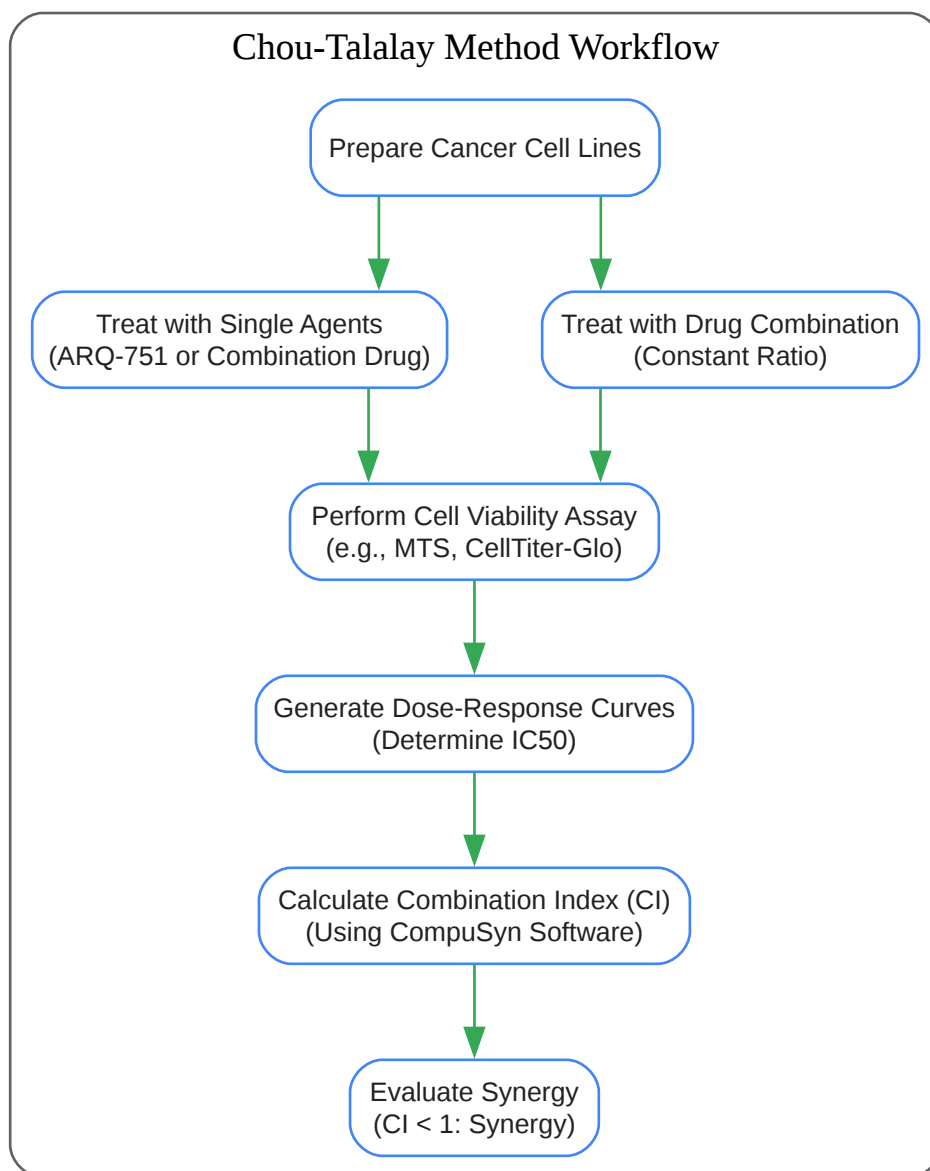 Chou-Talalay Method Workflow
Prepare Cancer Cell Lines
Treat with Single Agents
(ARQ-751 or Combination Drug)
Treat with Drug Combination
(Constant Ratio)
Perform Cell Viability Assay
(e.g., MTS, CellTiter-Glo)
Generate Dose-Response Curves
(Determine IC50)
Calculate Combination Index (CI)
(Using CompuSyn Software)
Evaluate Synergy
(CI < 1: Synergy)